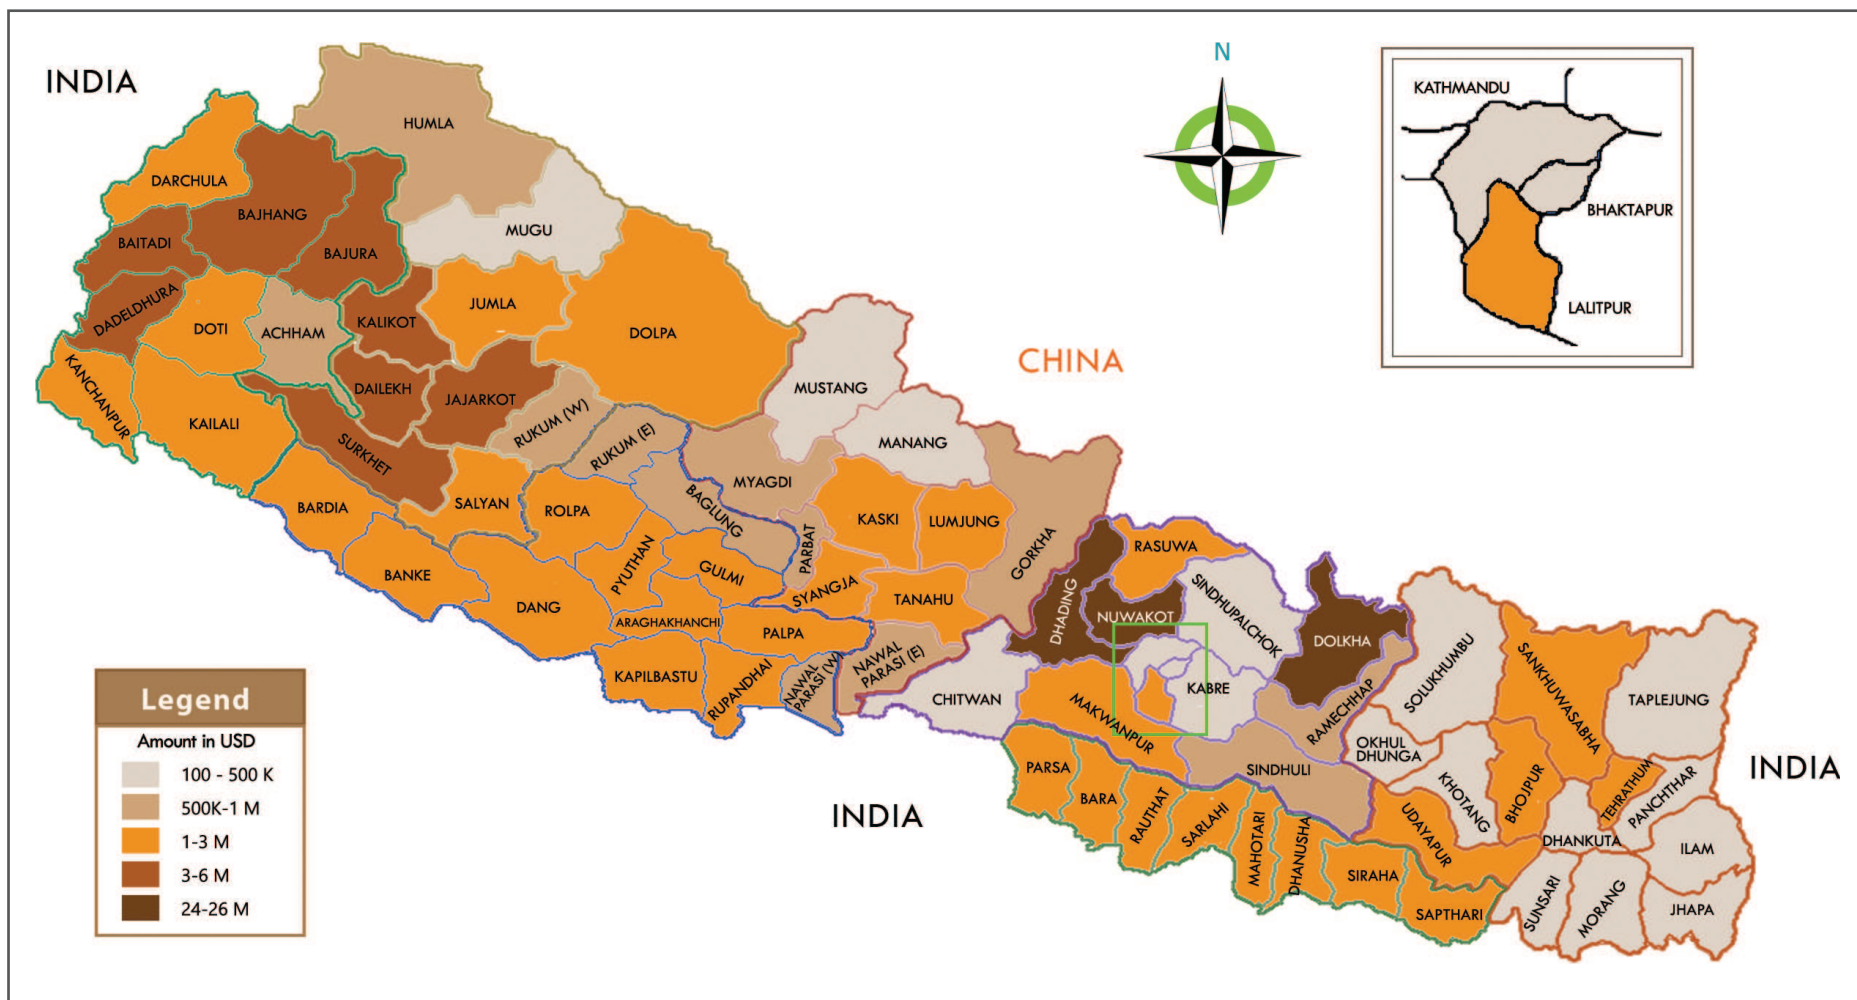 INDIA
N
KATHMANDU
BHAKTAPUR
LALITPUR
CHINA
HUMLA
DARCHULA
BAJHANG
MUGU
BAITADI
BAJURA
DADELDHURA
DOTI
ACHHAM
KALIKOT
JUMLA
DOLPA
KANCHANPUR
KAILALI
DAILEKH
JAJARKOT
RUKUM (W)
RUKUM (E)
MUSTANG
MANANG
SURKHET
SALYAN
ROLPA
BAGLUNG
MYAGDI
KASKI
LUMJUNG
GORKHA
BARDIA
BANKE
DANG
PYUTHAN
GULMI
PARBAT
SYANGJA
TANAHU
ARAGHAKHANCHI
PALPA
KAPILBASTU
RUPANDHAI
NAWAL
PARASI (W)
NAWAL
PARASI (E)
CHITWAN
DHADING
RASUWA
NUWAKOT
SINDHUPALCHOK
DOLKHA
KABRE
MAKWANPUR
RAMECHHAP
SINDHULI
SOLUKHUMBU
SANKHUWASABHA
TAPLEJUNG
OKHUL
DHUNGA
KHOTANG
BHOJPUR
TEHRATHUM
PANCHTHAR
PARSA
BARA
RAUTHAT
SARLAHI
MAHOTARI
DHANUSHA
SIRAHA
UDAYAPUR
SAPTHARI
DHANKUTA
ILAM
SUNSARI
MORANG
JHAPA
INDIA
INDIA
Legend
Amount in USD
100 - 500 K
500K-1 M
1-3 M
3-6 M
24-26 M